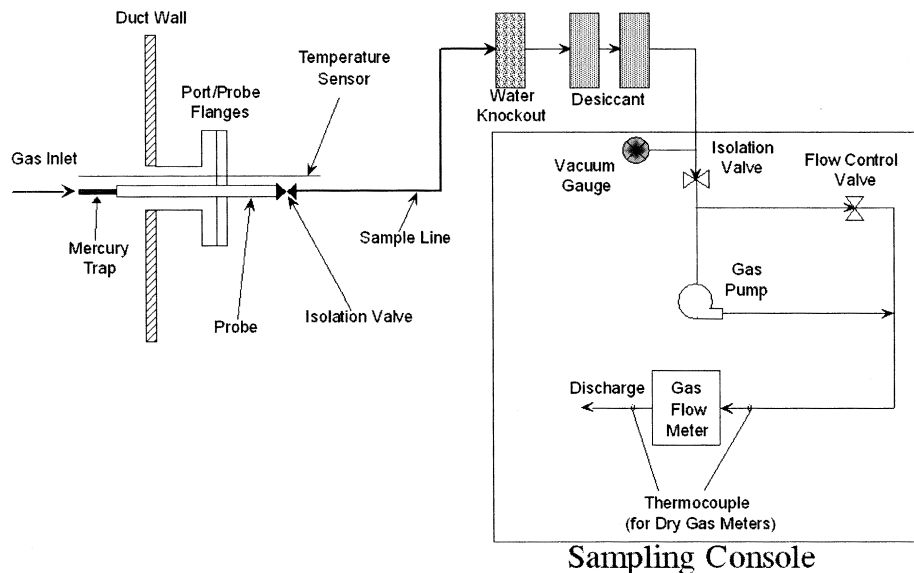 Duct Wall
Temperature
Sensor
Port/Probe
Flanges
Gas Inlet
Mercury
Trap
Probe
Isolation Valve
Sample Line
Water
Knockout
Desiccant
Vacuum
Gauge
Isolation
Valve
Flow Control
Valve
Gas
Pump
Discharge
Gas
Flow
Meter
Thermocouple
(for Dry Gas Meters)
Sampling Console